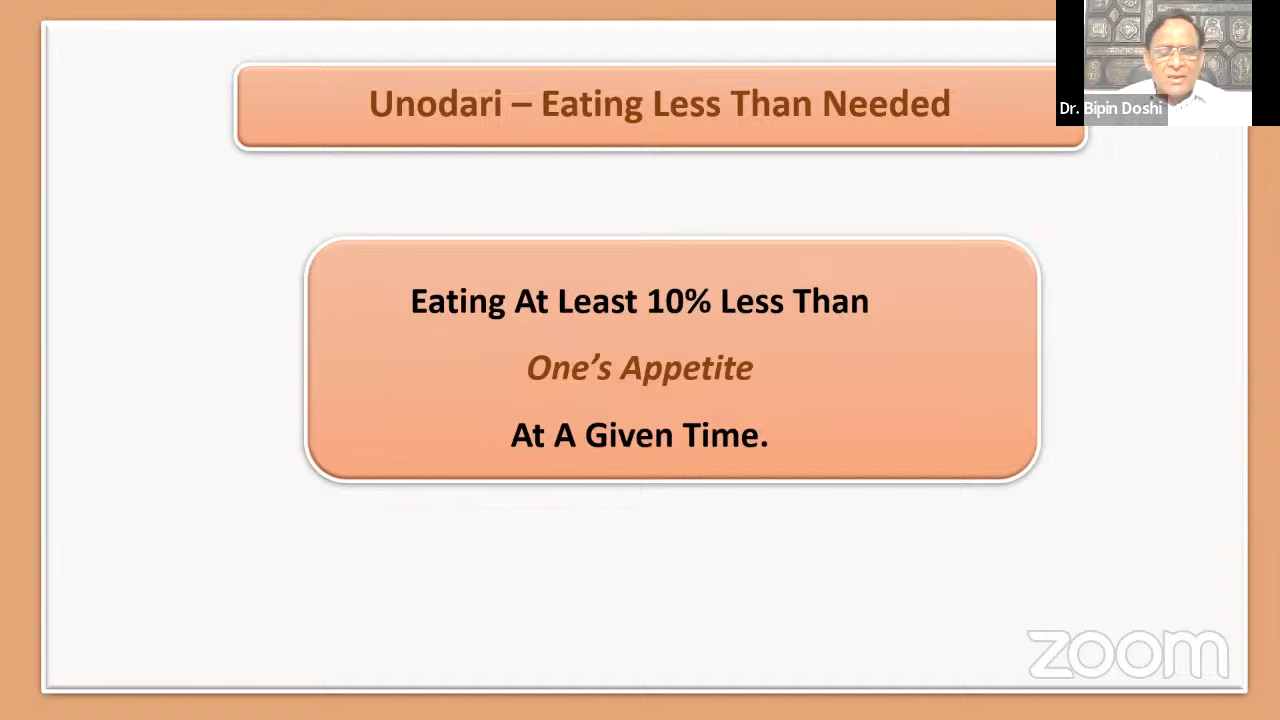 Unodari – Eating Less Than Needed
Dr. Bipin Doshi
Eating At Least 10% Less Than
One’s Appetite
At A Given Time.
zoom